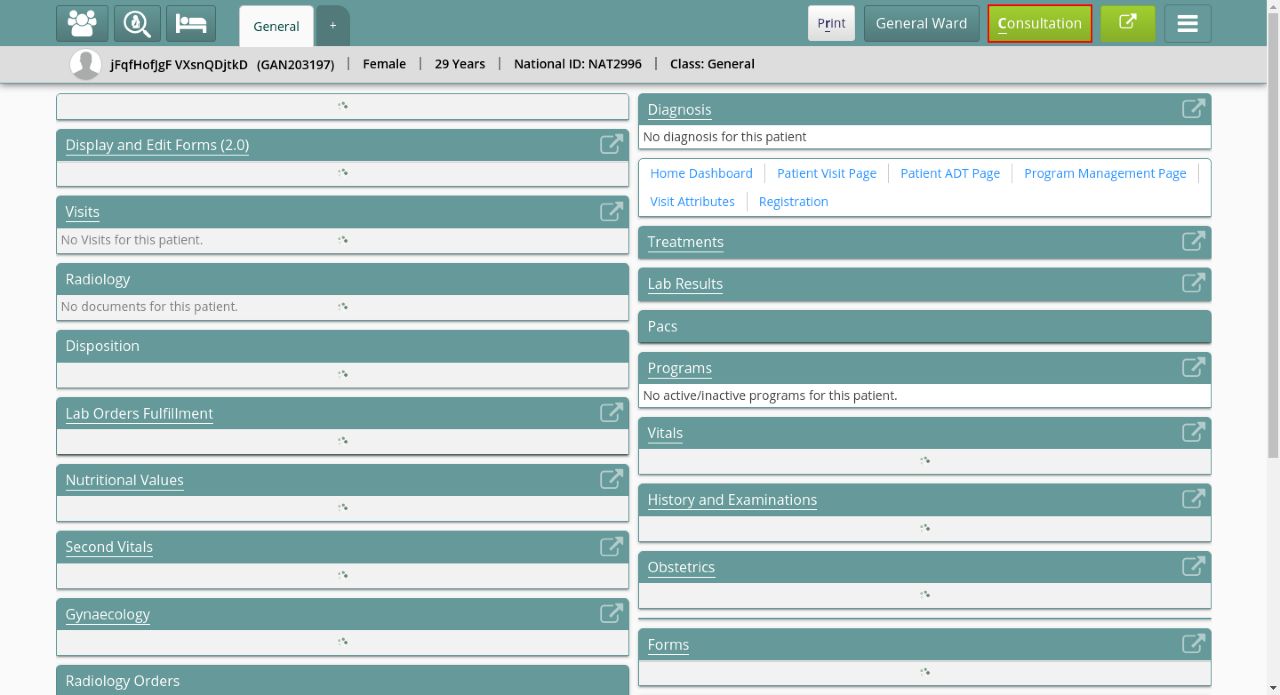 General
+
Print
General Ward
Consultation
jFqfHofJgF VXsnQDjtkD (GAN203197) | Female | 29 Years | National ID: NAT2996 | Class: General
Display and Edit Forms (2.0)
Visits
No Visits for this patient.
Radiology
No documents for this patient.
Disposition
Lab Orders Fulfillment
Nutritional Values
Second Vitals
Gynaecology
Radiology Orders
Diagnosis
No diagnosis for this patient
Home Dashboard | Patient Visit Page | Patient ADT Page | Program Management Page |
Visit Attributes | Registration
Treatments
Lab Results
Pacs
Programs
No active/inactive programs for this patient.
Vitals
History and Examinations
Obstetrics
Forms